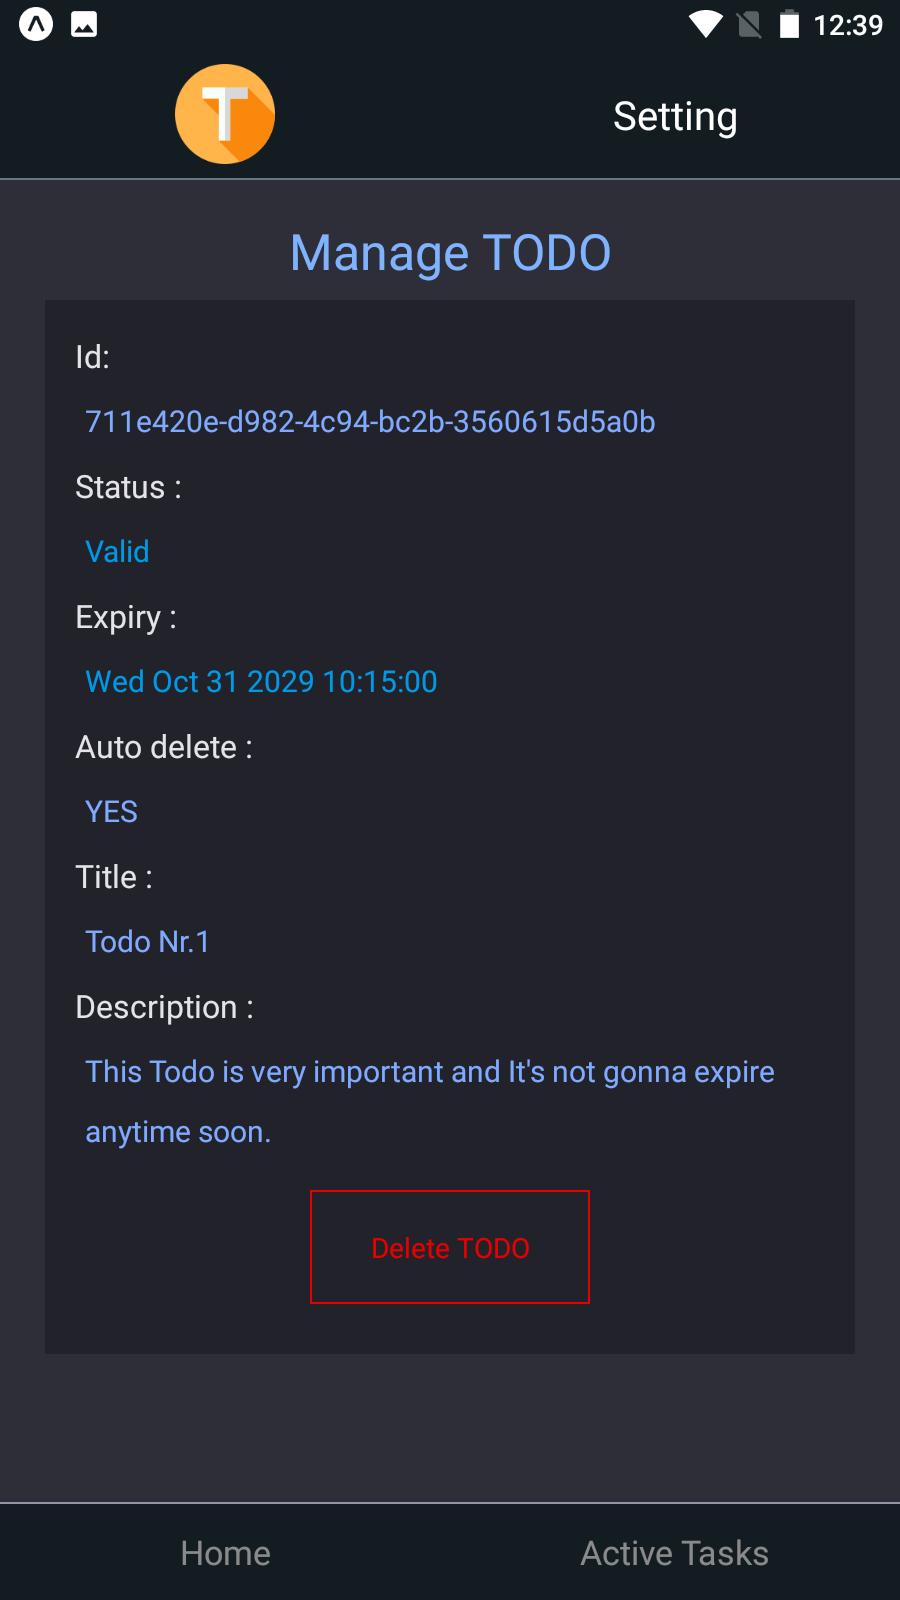 12:39
T
Setting
Manage TODO
Id:
711e420e-d982-4c94-bc2b-3560615d5a0b
Status :
Valid
Expiry :
Wed Oct 31 2029 10:15:00
Auto delete :
YES
Title :
Todo Nr.1
Description :
This Todo is very important and It's not gonna expire
anytime soon.
Delete TODO
Home
Active Tasks